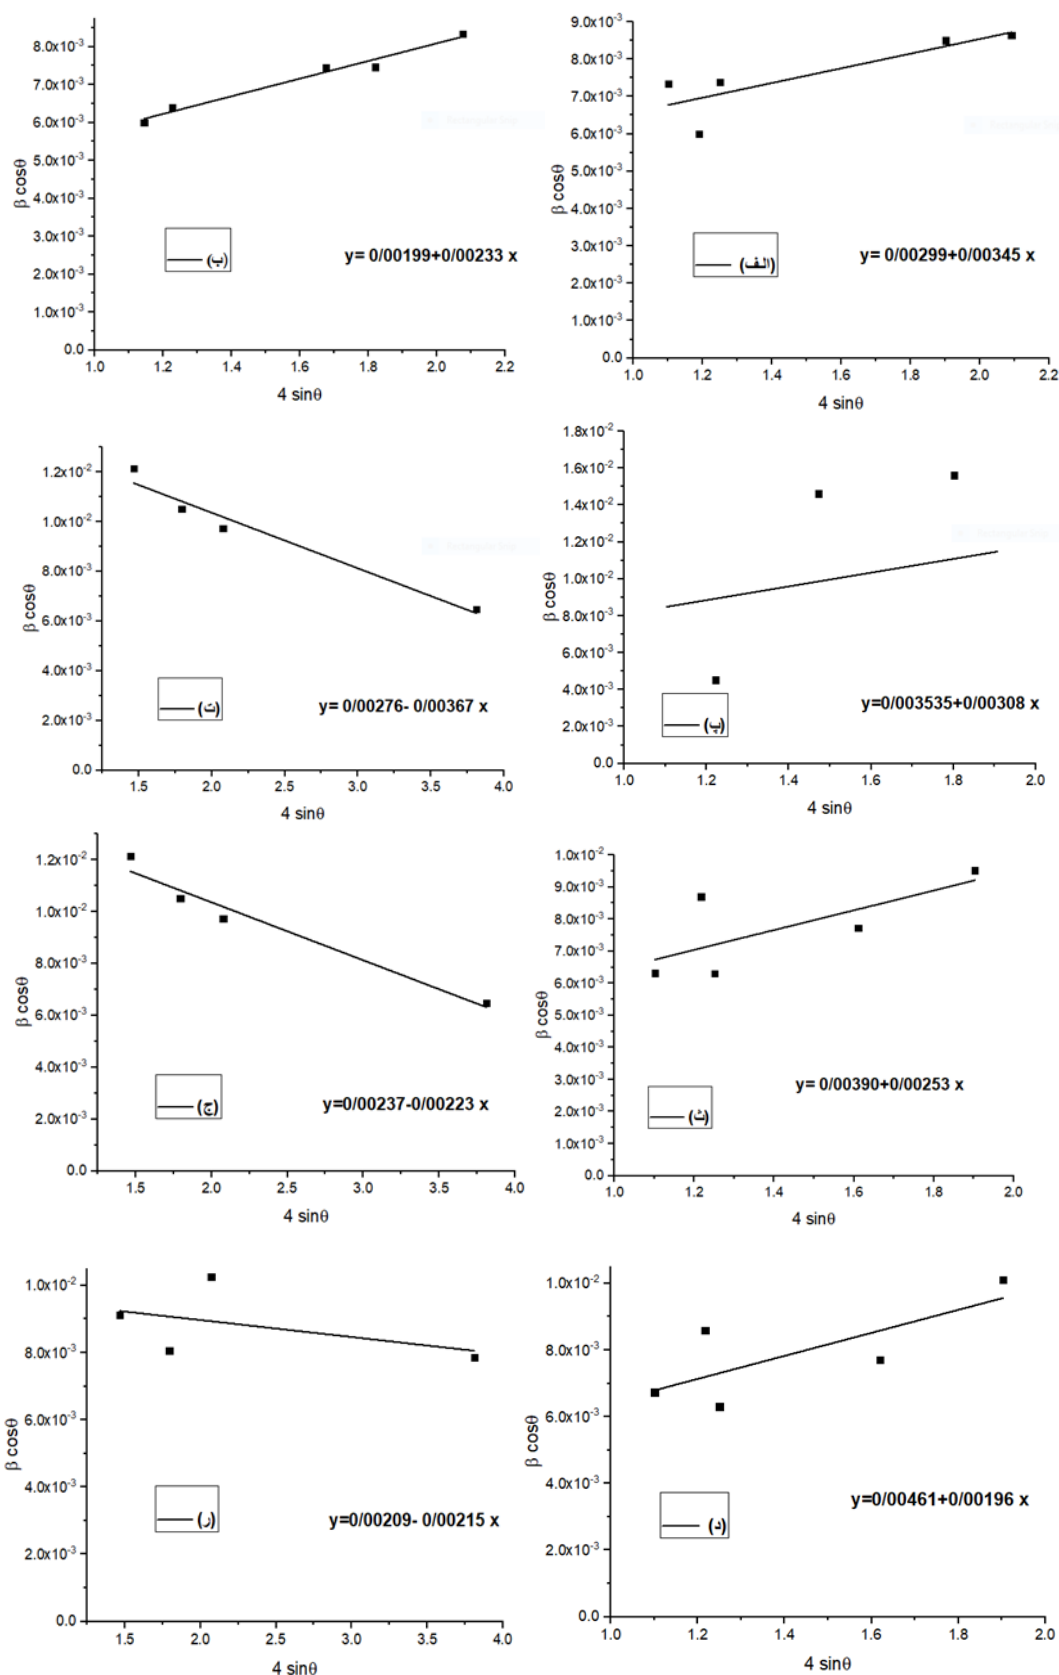 8.0x10⁻³
7.0x10⁻³
6.0x10⁻³
5.0x10⁻³
4.0x10⁻³
3.0x10⁻³
2.0x10⁻³
1.0x10⁻³
0.0
β cosθ
(ب)
y= 0/00199+0/00233 x
1.0 1.2 1.4 1.6 1.8 2.0 2.2
4 sinθ
9.0x10⁻³
8.0x10⁻³
7.0x10⁻³
6.0x10⁻³
5.0x10⁻³
4.0x10⁻³
3.0x10⁻³
2.0x10⁻³
1.0x10⁻³
0.0
β cosθ
(الف)
y= 0/00299+0/00345 x
1.0 1.2 1.4 1.6 1.8 2.0 2.2
4 sinθ
1.2x10⁻²
1.0x10⁻²
8.0x10⁻³
6.0x10⁻³
4.0x10⁻³
2.0x10⁻³
0.0
β cosθ
(ت)
y= 0/00276- 0/00367 x
1.5 2.0 2.5 3.0 3.5 4.0
4 sinθ
1.8x10⁻²
1.6x10⁻²
1.4x10⁻²
1.2x10⁻²
1.0x10⁻²
8.0x10⁻³
6.0x10⁻³
4.0x10⁻³
2.0x10⁻³
0.0
β cosθ
(پ)
y=0/003535+0/00308 x
1.0 1.2 1.4 1.6 1.8 2.0
4 sinθ
1.2x10⁻²
1.0x10⁻²
8.0x10⁻³
6.0x10⁻³
4.0x10⁻³
2.0x10⁻³
0.0
β cosθ
(ج)
y=0/00237-0/00223 x
1.5 2.0 2.5 3.0 3.5 4.0
4 sinθ
1.0x10⁻²
9.0x10⁻³
8.0x10⁻³
7.0x10⁻³
6.0x10⁻³
5.0x10⁻³
4.0x10⁻³
3.0x10⁻³
2.0x10⁻³
1.0x10⁻³
0.0
β cosθ
(ث)
y= 0/00390+0/00253 x
1.0 1.2 1.4 1.6 1.8 2.0
4 sinθ
1.0x10⁻²
8.0x10⁻³
6.0x10⁻³
4.0x10⁻³
2.0x10⁻³
0.0
β cosθ
(ر)
y=0/00209- 0/00215 x
1.5 2.0 2.5 3.0 3.5 4.0
4 sinθ
1.0x10⁻²
8.0x10⁻³
6.0x10⁻³
4.0x10⁻³
2.0x10⁻³
0.0
β cosθ
(د)
y=0/00461+0/00196 x
1.0 1.2 1.4 1.6 1.8 2.0
4 sinθ